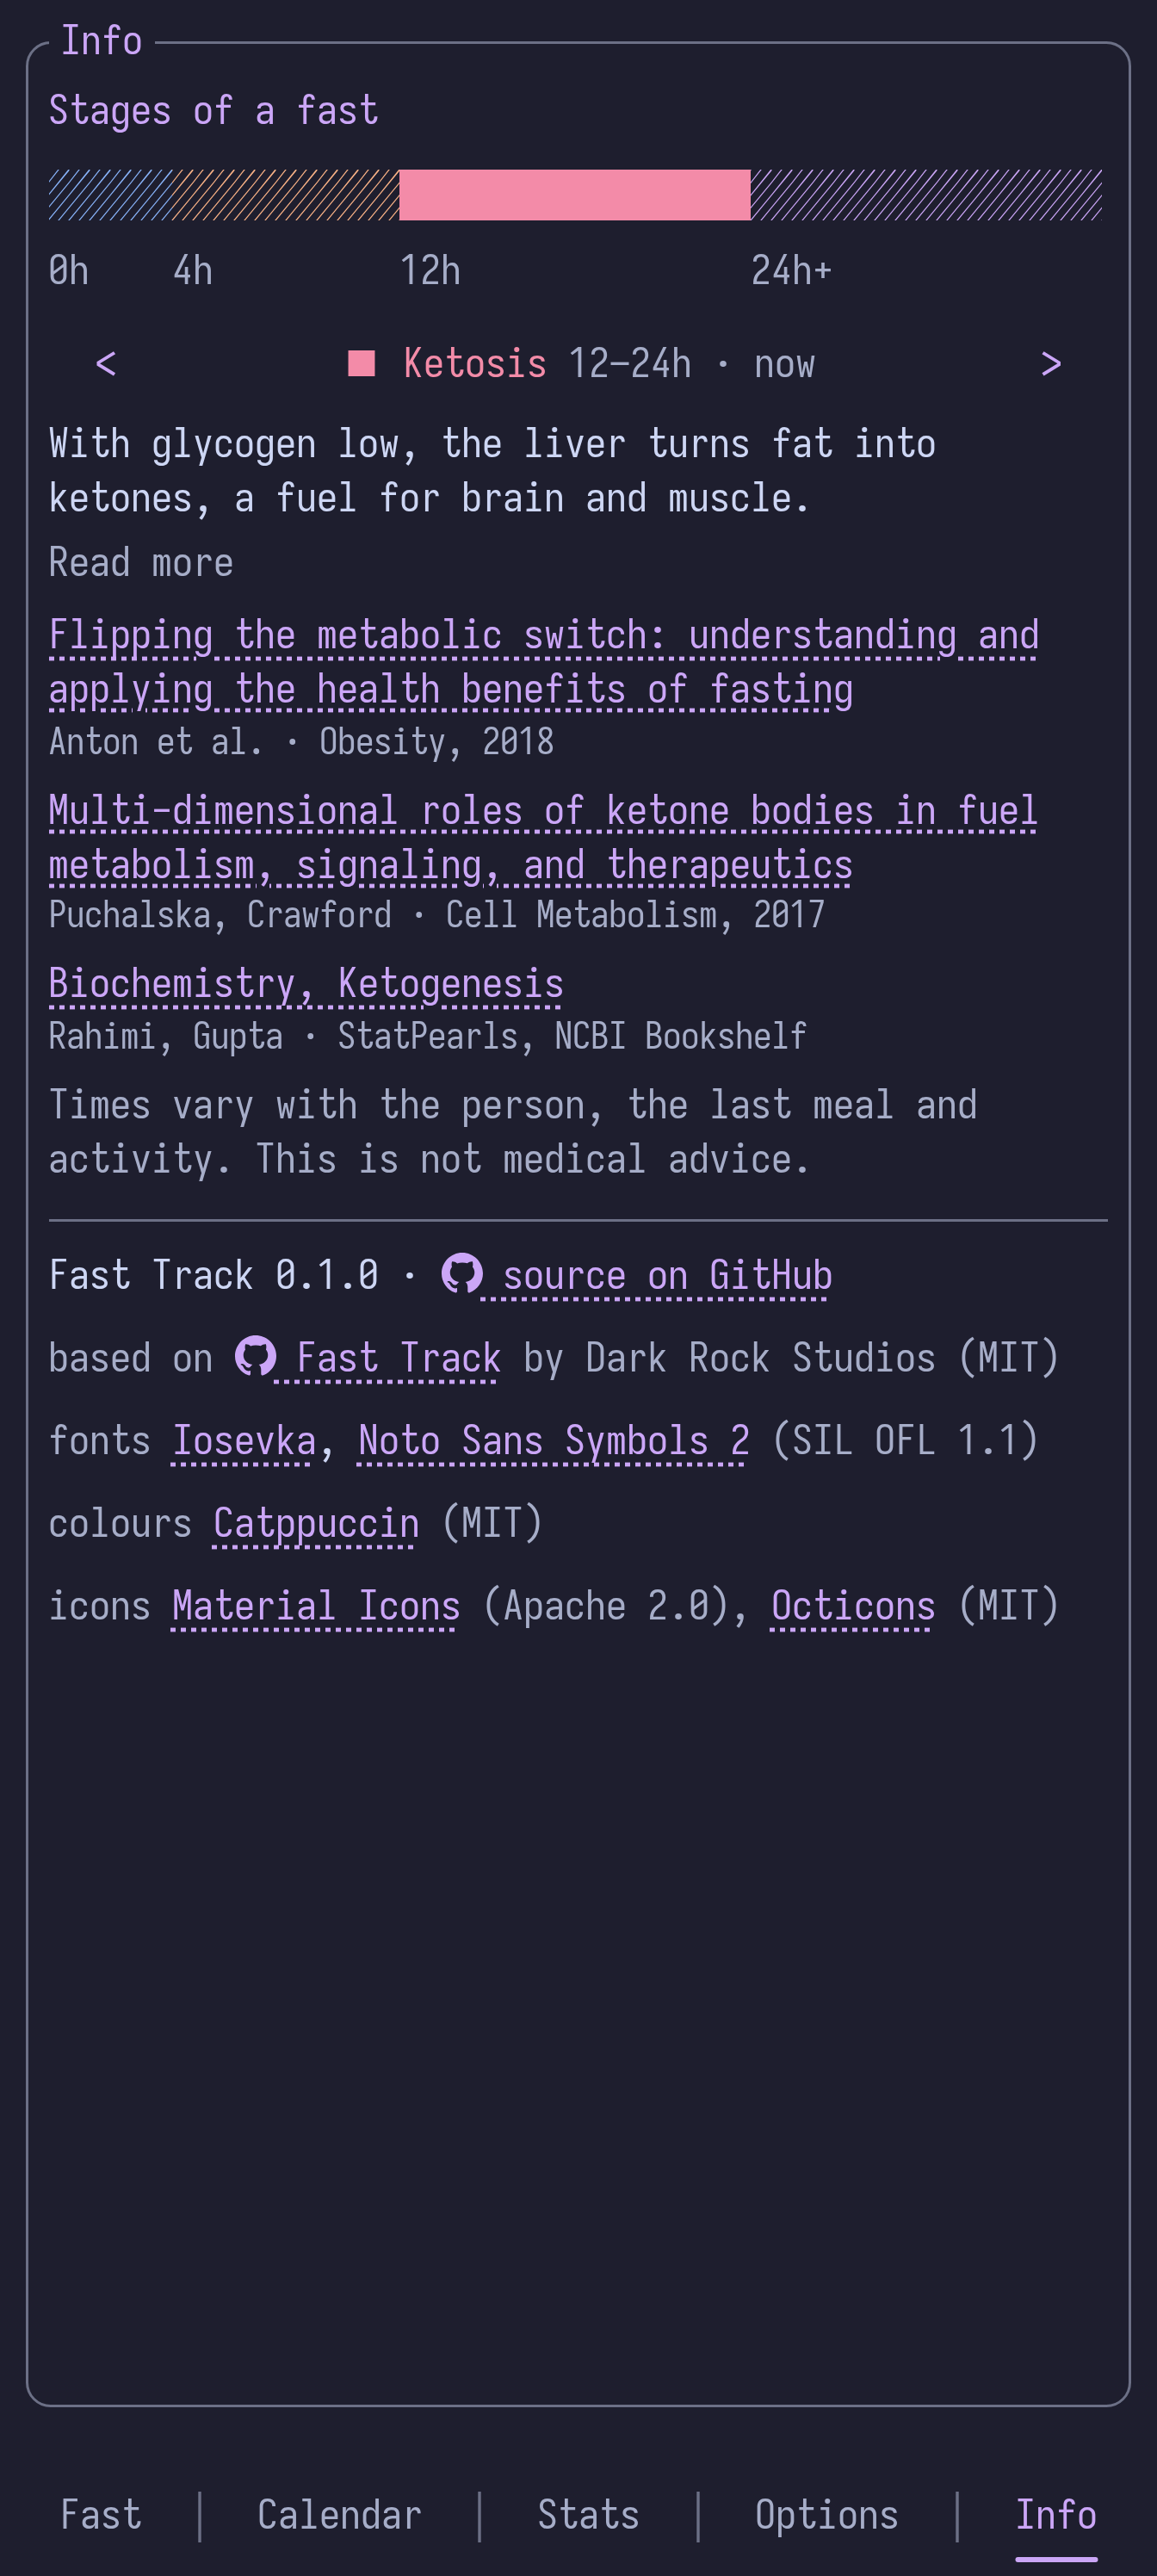 Info
Stages of a fast
0h 4h 12h 24h+
< Ketosis 12–24h · now >
With glycogen low, the liver turns fat into
ketones, a fuel for brain and muscle.
Read more
Flipping the metabolic switch: understanding and
applying the health benefits of fasting
Anton et al. · Obesity, 2018
Multi-dimensional roles of ketone bodies in fuel
metabolism, signaling, and therapeutics
Puchalska, Crawford · Cell Metabolism, 2017
Biochemistry, Ketogenesis
Rahimi, Gupta · StatPearls, NCBI Bookshelf
Times vary with the person, the last meal and
activity. This is not medical advice.
Fast Track 0.1.0 · source on GitHub
based on Fast Track by Dark Rock Studios (MIT)
fonts Iosevka, Noto Sans Symbols 2 (SIL OFL 1.1)
colours Catppuccin (MIT)
icons Material Icons (Apache 2.0), Octicons (MIT)
Fast | Calendar | Stats | Options | Info